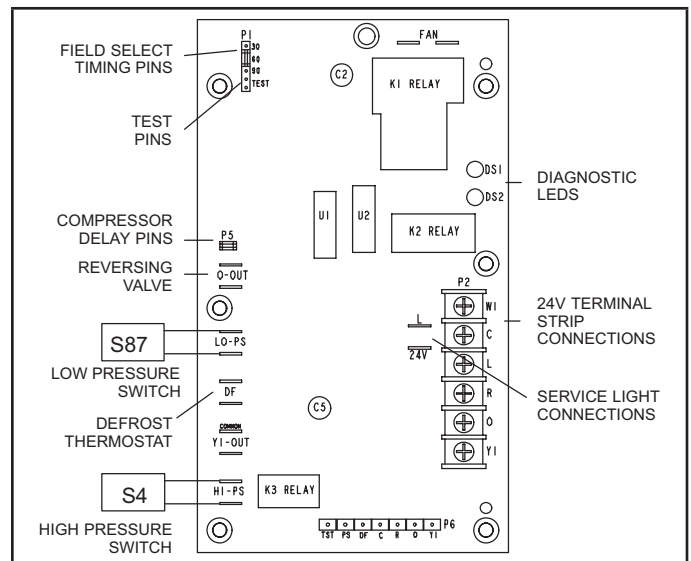 FIELD SELECT
TIMING PINS
TEST
PINS
COMPRESSOR
DELAY PINS
REVERSING
VALVE
S87
LOW PRESSURE
SWITCH
DEFROST
THERMOSTAT
S4
HIGH PRESSURE
SWITCH
P1
30
60
90
TEST
FAN
C2
K1 RELAY
DS1
DS2
DIAGNOSTIC
LEDS
U1
U2
K2 RELAY
P5
O-OUT
LO-PS
DF
COMMON
Y1-OUT
HI-PS
C5
K3 RELAY
L
24V
P2
W1
C
L
R
O
Y1
24V TERMINAL
STRIP
CONNECTIONS
SERVICE LIGHT
CONNECTIONS
P6
TST PS DF C R O Y1